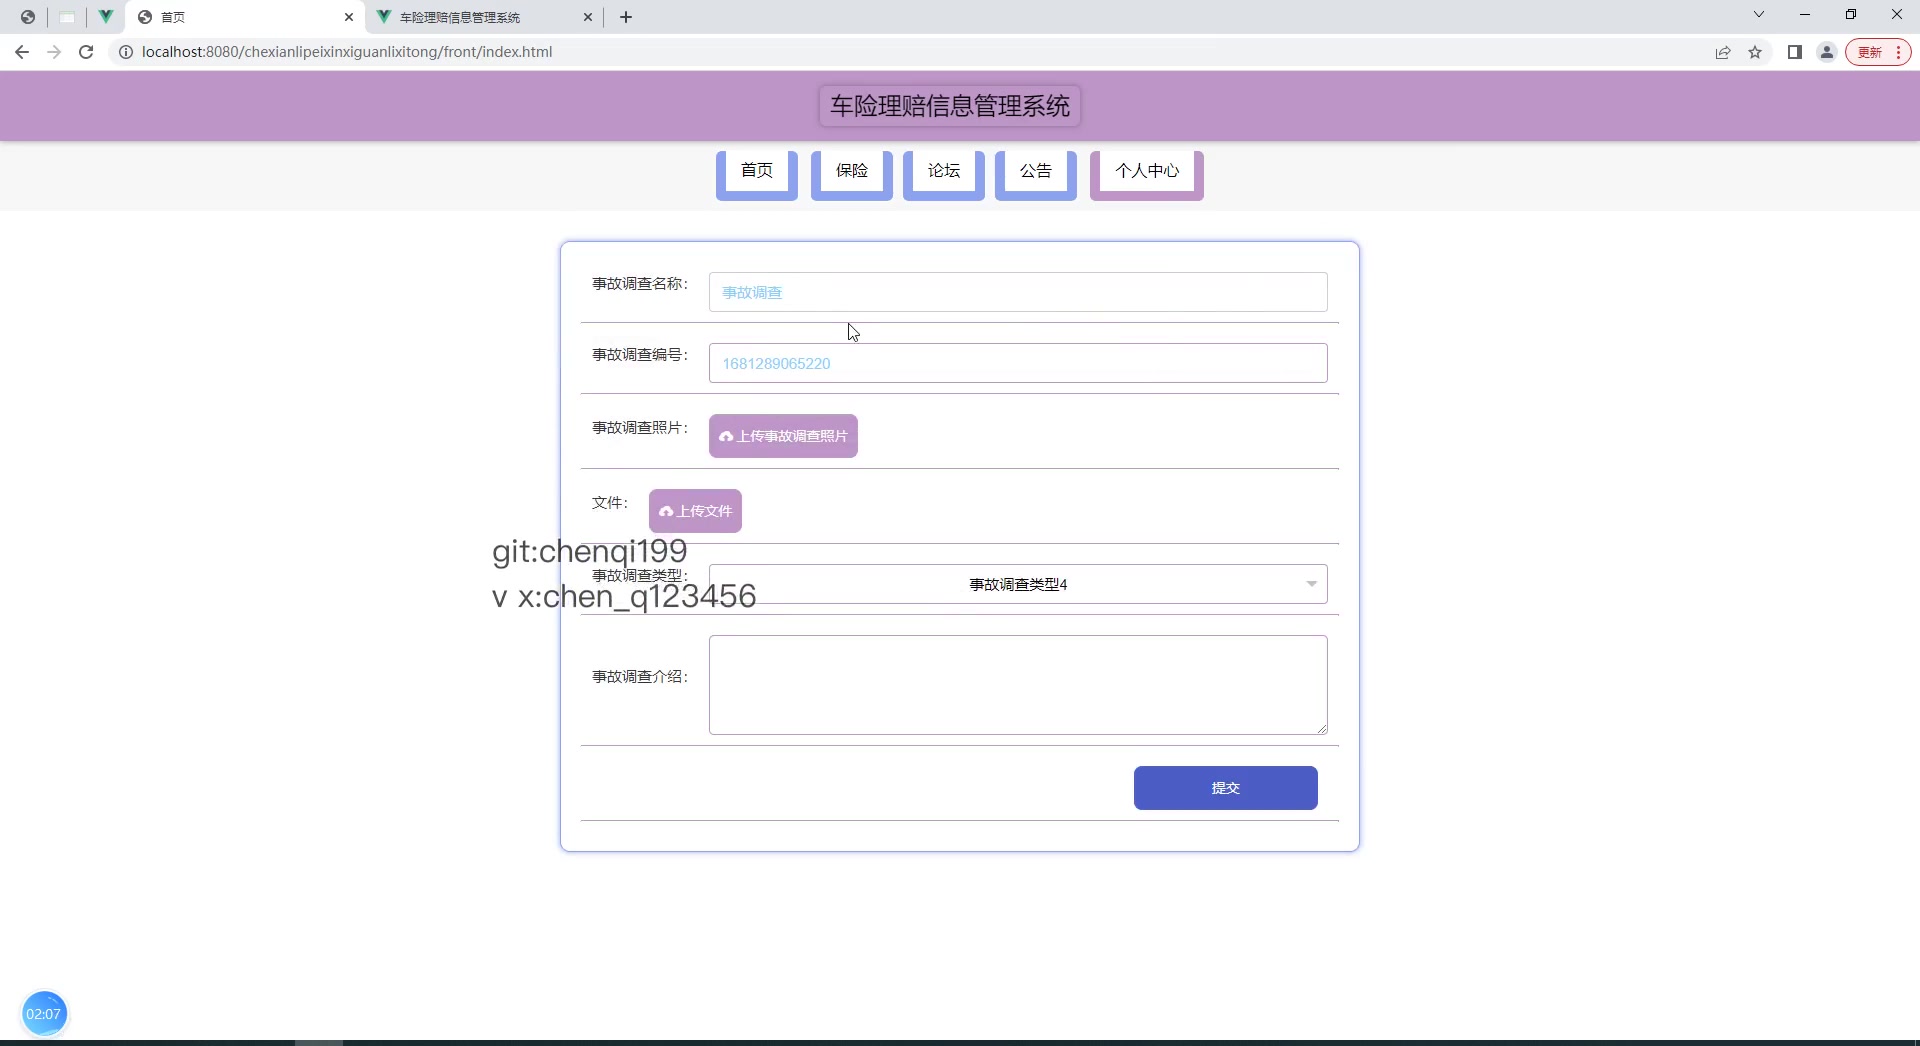 首页
车险理赔信息管理系统
localhost:8080/chexianlipeixinxiguanlixitong/front/index.html
更新
车险理赔信息管理系统
首页 保险 论坛 公告 个人中心
事故调查名称：
事故调查
事故调查编号：
1681289065220
事故调查照片：
上传事故调查照片
文件：
上传文件
git:chenqi199
事故调查类型：
事故调查类型4
v x:chen_q123456
事故调查介绍：
提交
02:07